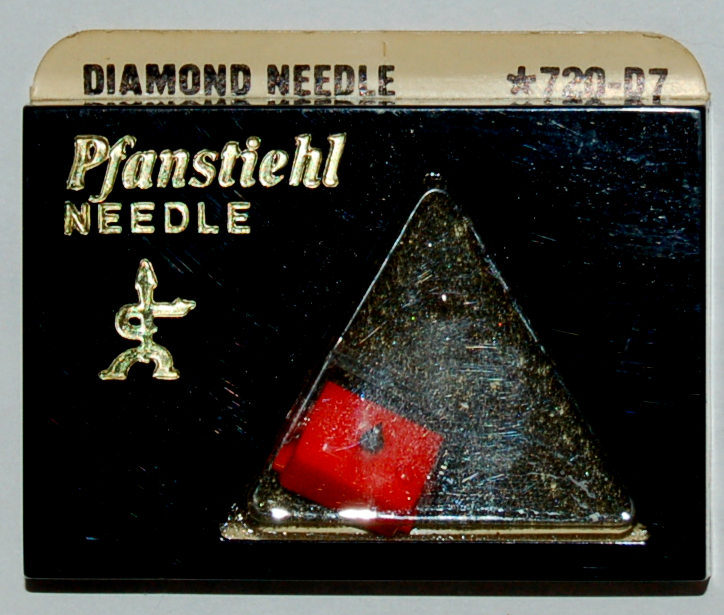 DIAMOND NEEDLE *720-D7
Pfanstiehl
NEEDLE